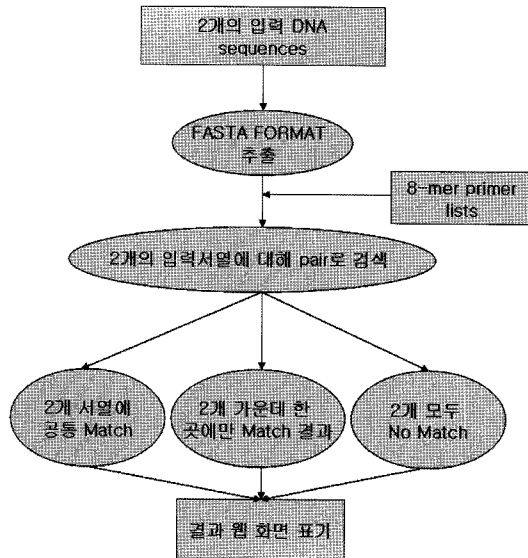 2개의 입력 DNA
sequences
FASTA FORMAT
추출
8-mer primer
lists
2개의 입력서열에 대해 pair로 검색
2개 서열에
공통 Match
2개 가운데 한
곳에만 Match 결과
2개 모두
No Match
결과 웹 화면 표기